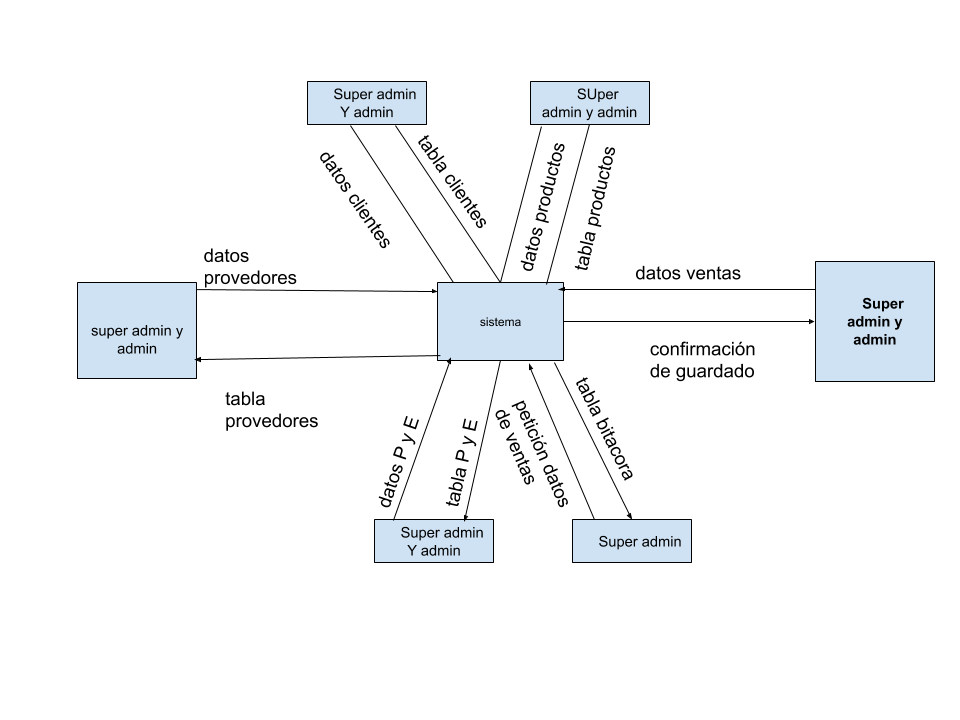 Super admin
Y admin
SUper
admin y admin
datos clientes
tabla clientes
datos productos
tabla productos
datos
provedores
datos ventas
super admin y
admin
sistema
Super
admin y
admin
confirmación
de guardado
tabla
provedores
datos P y E
tabla P y E
petición datos
de ventas
tabla bitacora
Super admin
Y admin
Super admin